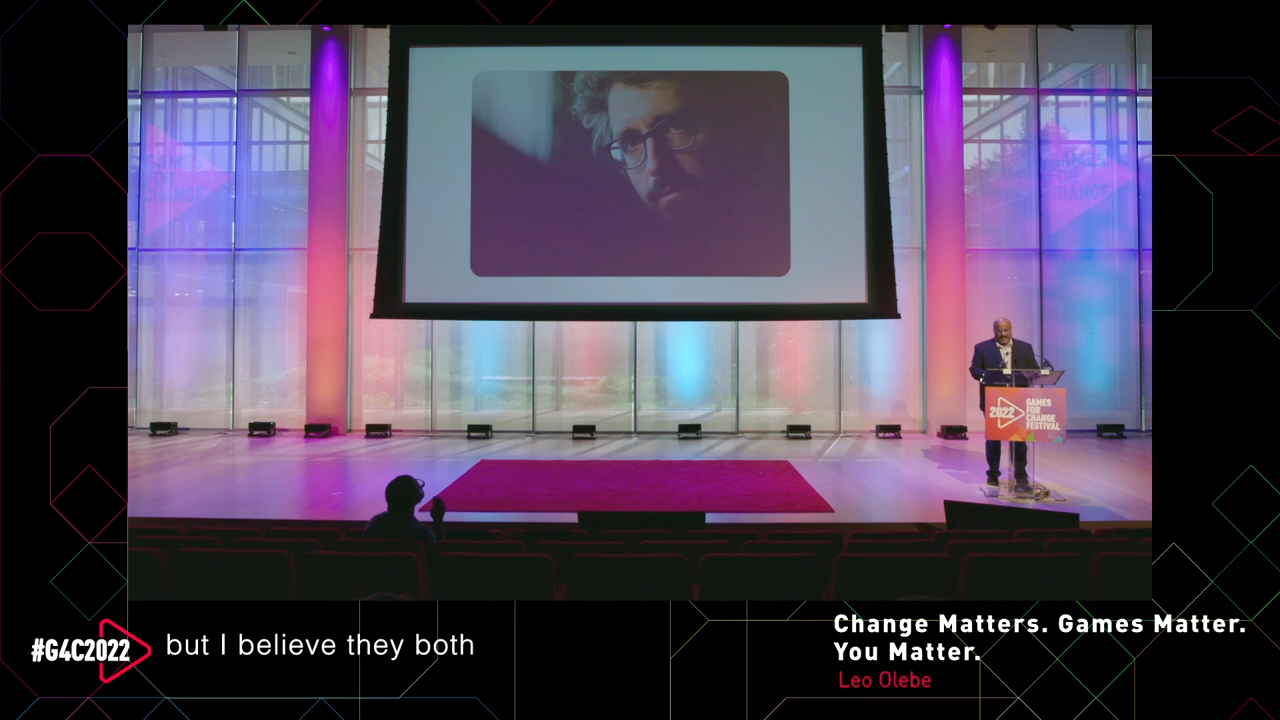 2022
GAMES
FOR
CHANGE
FESTIVAL
#G4C2022
but I believe they both
Change Matters. Games Matter.
You Matter.
Leo Olebe